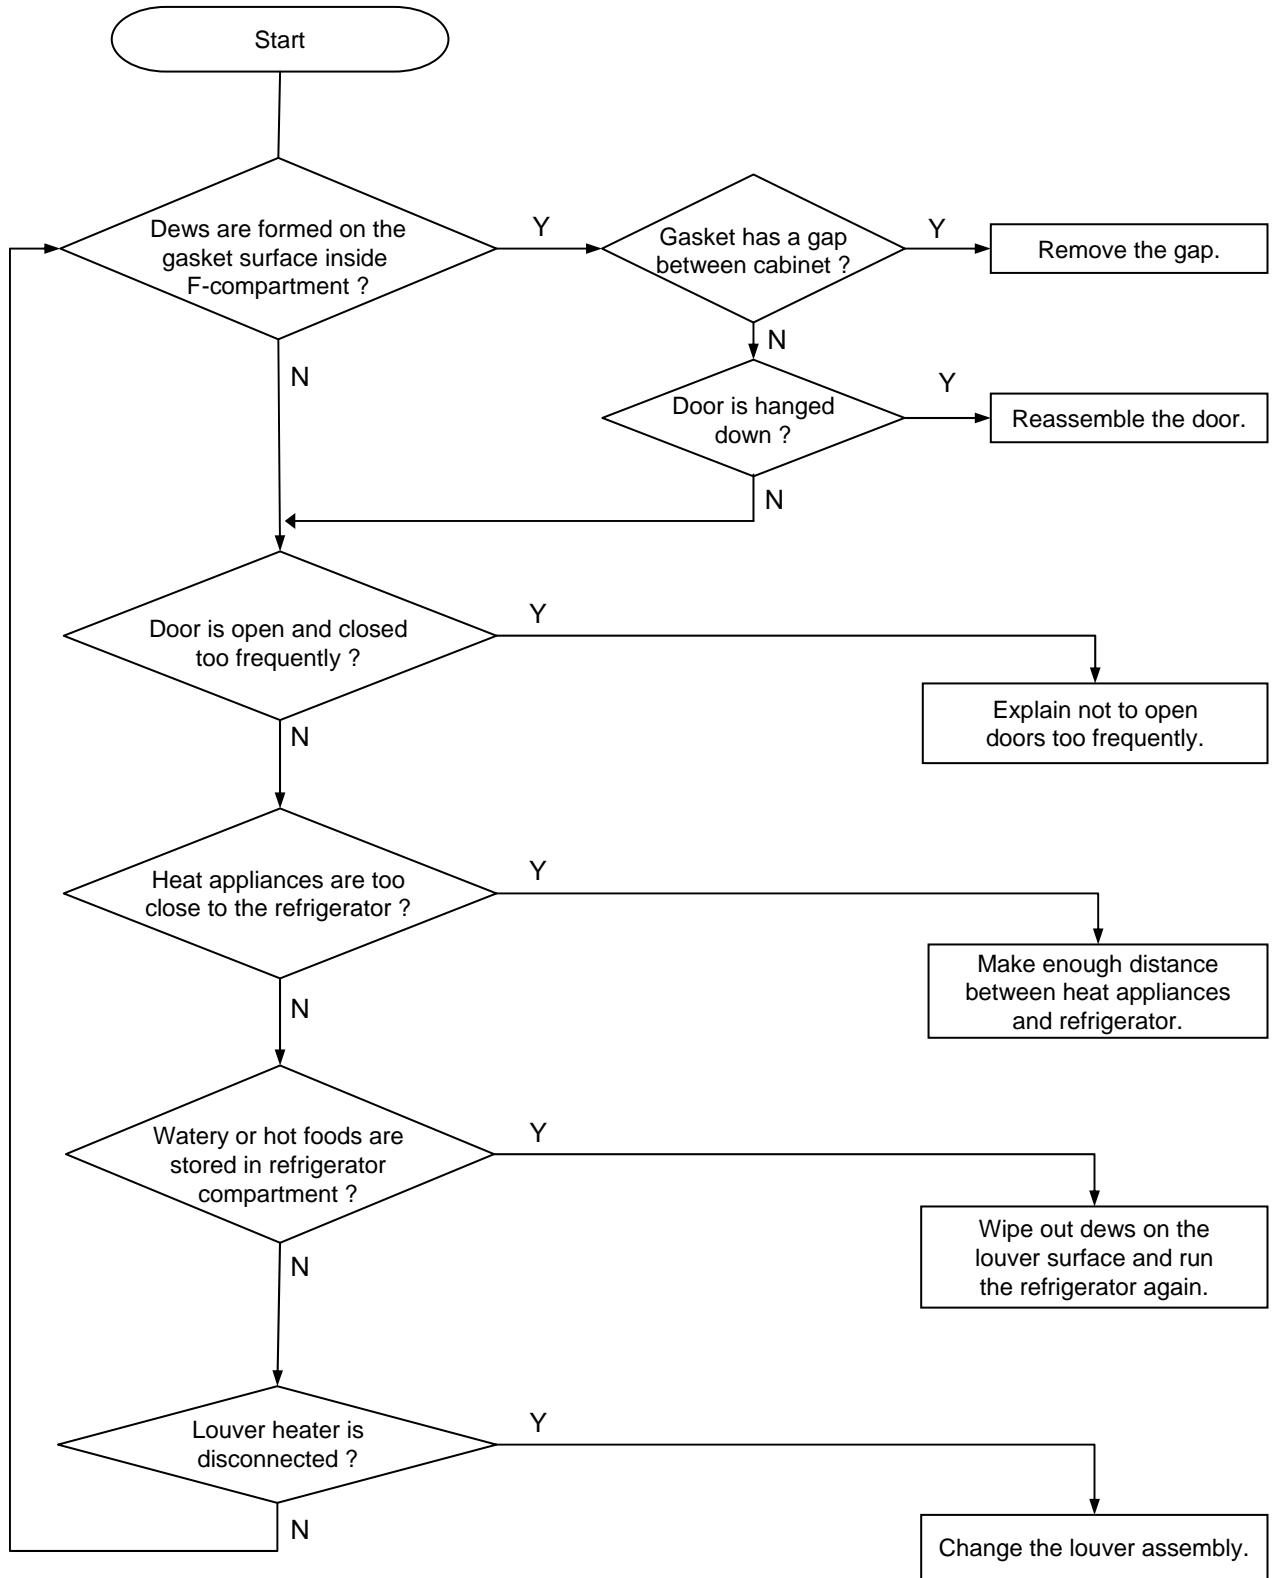 Start
Dews are formed on the
gasket surface inside
F-compartment ?
Y
Gasket has a gap
between cabinet ?
Y
Remove the gap.
N
N
Door is hanged
down ?
Y
Reassemble the door.
N
Door is open and closed
too frequently ?
Y
Explain not to open
doors too frequently.
N
Heat appliances are too
close to the refrigerator ?
Y
Make enough distance
between heat appliances
and refrigerator.
N
Watery or hot foods are
stored in refrigerator
compartment ?
Y
Wipe out dews on the
louver surface and run
the refrigerator again.
N
Louver heater is
disconnected ?
Y
Change the louver assembly.
N